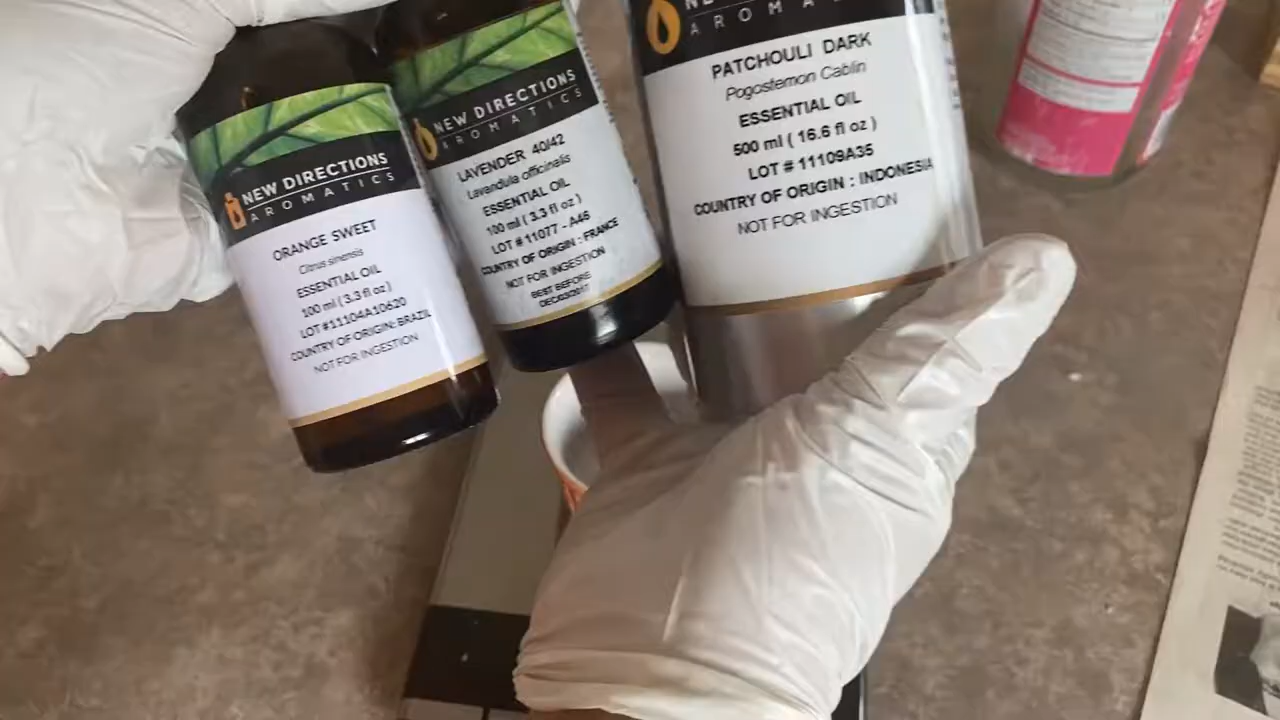 NEW DIRECTIONS
AROMATICS
ORANGE SWEET
Citrus sinensis
ESSENTIAL OIL
100 ml ( 3.3 fl oz )
LOT #11104A10620
COUNTRY OF ORIGIN: BRAZIL
NOT FOR INGESTION
NEW DIRECTIONS
AROMATICS
LAVENDER 40/42
Lavandula officinalis
ESSENTIAL OIL
100 ml ( 3.3 fl oz )
LOT # 11077 - A46
COUNTRY OF ORIGIN : FRANCE
NOT FOR INGESTION
BEST BEFORE
PATCHOULI DARK
Pogostemon Cablin
ESSENTIAL OIL
500 ml ( 16.6 fl oz )
LOT # 11109A35
COUNTRY OF ORIGIN : INDONESIA
NOT FOR INGESTION